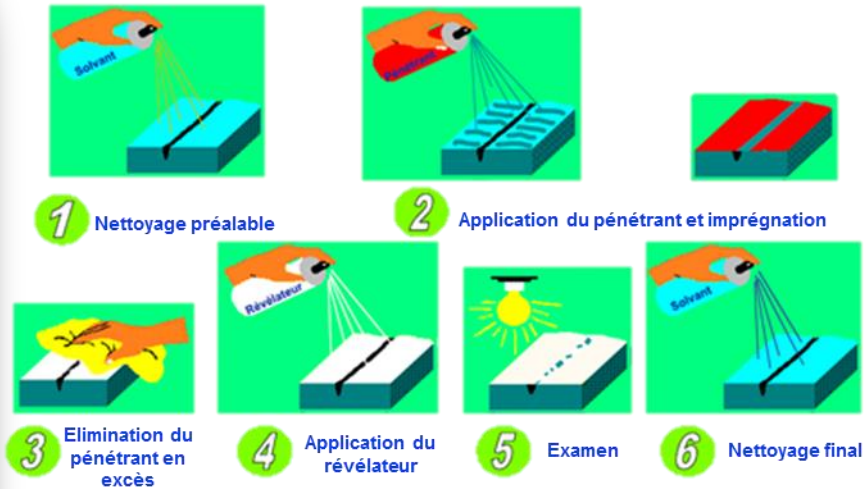 Solvant
Pénétrant
1 Nettoyage préalable
2 Application du pénétrant et imprégnation
Révélateur
Solvant
3 Elimination du
pénétrant en
excès
4 Application du
révélateur
5 Examen
6 Nettoyage final